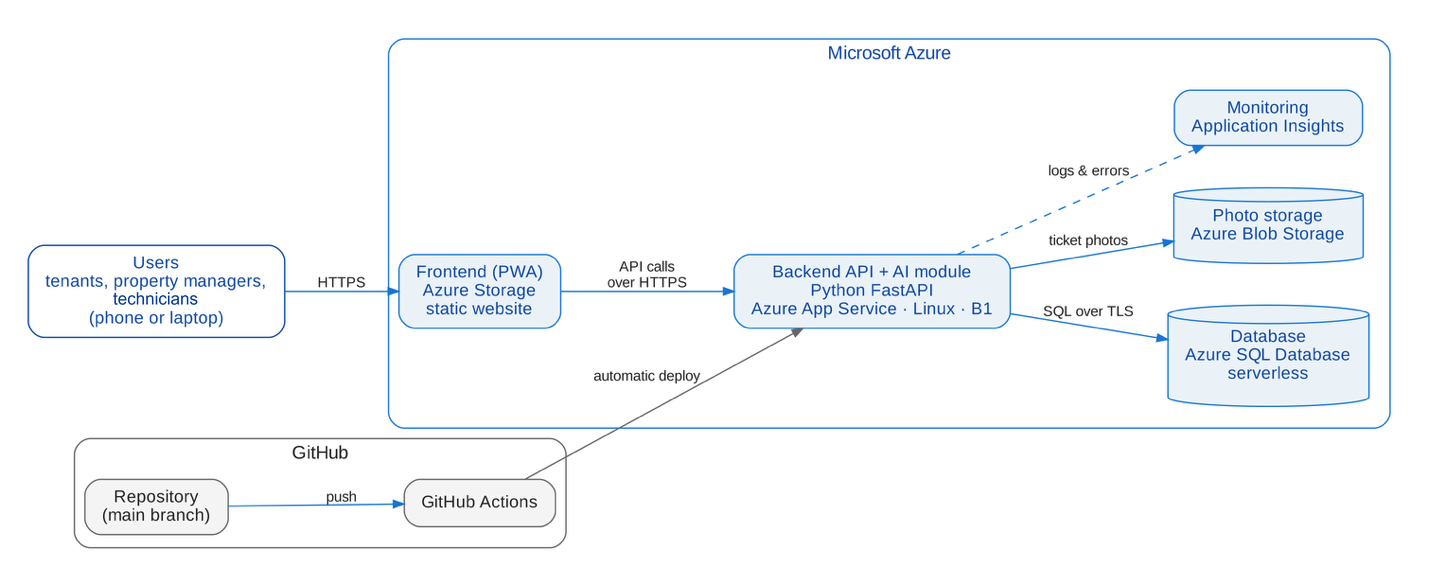 Microsoft Azure
Monitoring
Application Insights
logs & errors
Photo storage
Azure Blob Storage
ticket photos
Users
tenants, property managers,
technicians
(phone or laptop)
HTTPS
Frontend (PWA)
Azure Storage
static website
API calls
over HTTPS
Backend API + AI module
Python FastAPI
Azure App Service · Linux · B1
SQL over TLS
Database
Azure SQL Database
serverless
automatic deploy
GitHub
Repository
(main branch)
push
GitHub Actions